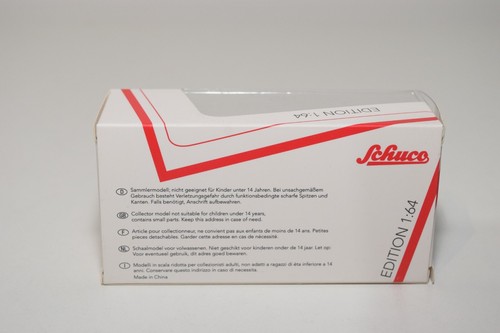 EDITION 1:64
Schuco
D Sammlermodell, nicht geeignet für Kinder unter 14 Jahren. Bei unsachgemäßem
Gebrauch besteht Verletzungsgefahr durch funktionsbedingte scharfe Spitzen und
Kanten. Falls benötigt, Anschrift aufbewahren.
GB Collector model not suitable for children under 14 years,
contains small parts. Keep this address in case of need.
F Article pour collectionneur, ne convient pas aux enfants de moins de 14 ans. Petites
pieces detachables. Garder cette adresse en cas de nécessité.
NL Schaalmodel voor volwassenen. Niet geschikt voor kinderen onder de 14 jaar. Let op:
Voor eventuele gebruik, dit adres goed bewaren.
I Modelli in scala ridotta per collezionisti adulti, non adatti a ragazzi di età inferiore a 14
anni. Conservare questo indirizzo in caso di necessità.
Made in China
EDITION 1:64